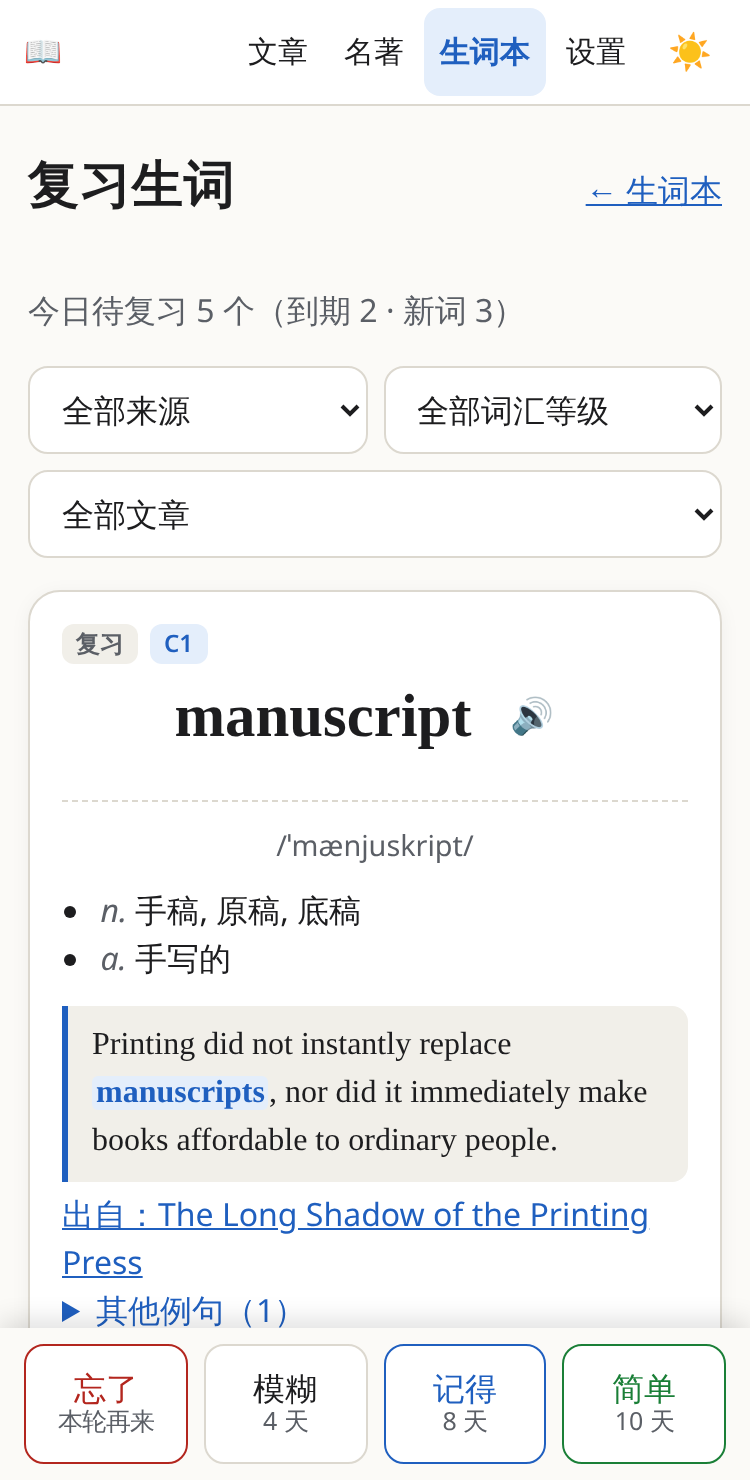 文章 名著 生词本 设置
复习生词
← 生词本
今日待复习 5 个（到期 2 · 新词 3）
全部来源 全部词汇等级
全部文章
复习 C1
manuscript
/ˈmænjuskript/
n. 手稿, 原稿, 底稿
a. 手写的
Printing did not instantly replace
manuscripts, nor did it immediately make
books affordable to ordinary people.
出自：The Long Shadow of the Printing
Press
其他例句（1）
忘了 模糊 记得 简单
本轮再来 4 天 8 天 10 天